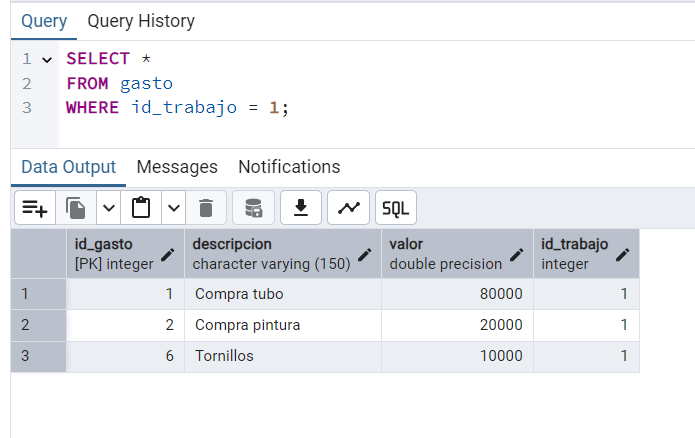 Query Query History
1 SELECT *
2 FROM gasto
3 WHERE id_trabajo = 1;
Data Output Messages Notifications
SQL
id_gasto descripcion valor id_trabajo
[PK] integer character varying (150) double precision integer
1 1 Compra tubo 80000 1
2 2 Compra pintura 20000 1
3 6 Tornillos 10000 1